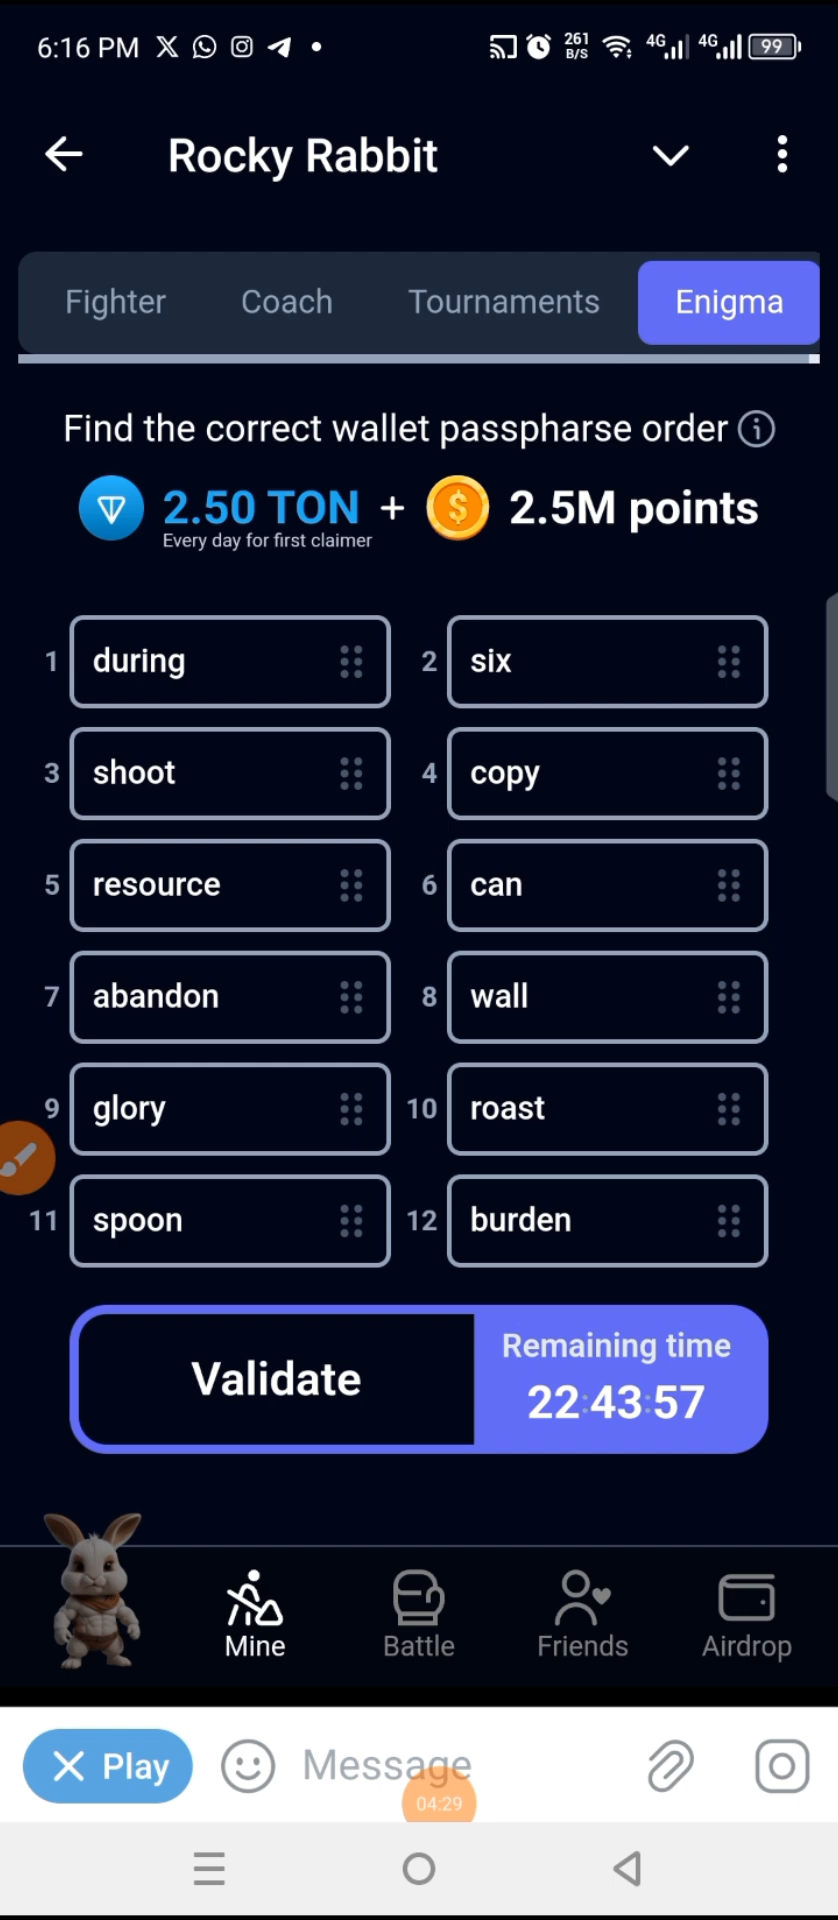 6:16 PM
261 B/S 4G 4G 99
Rocky Rabbit
Fighter Coach Tournaments Enigma
Find the correct wallet passpharse order
2.50 TON + $ 2.5M points
Every day for first claimer
1 during 2 six
3 shoot 4 copy
5 resource 6 can
7 abandon 8 wall
9 glory 10 roast
11 spoon 12 burden
Validate Remaining time
22:43:57
Mine Battle Friends Airdrop
Play Message
04:29